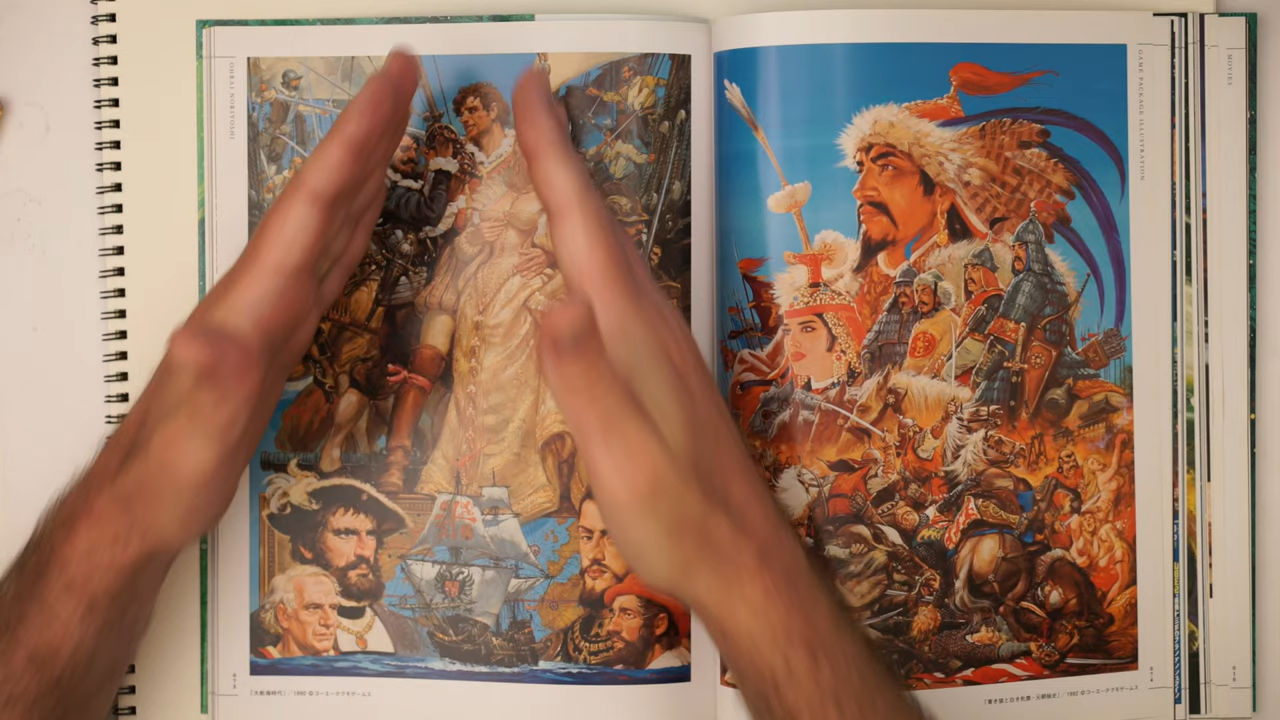 OHRAI NORIYOSHI
GAME PACKAGE ILLUSTRATION
MOVIES
「大航海時代」／1990 ©コーエーテクモゲームス
「蒼き狼と白き牝鹿・元朝秘史」／1992 ©コーエーテクモゲームス